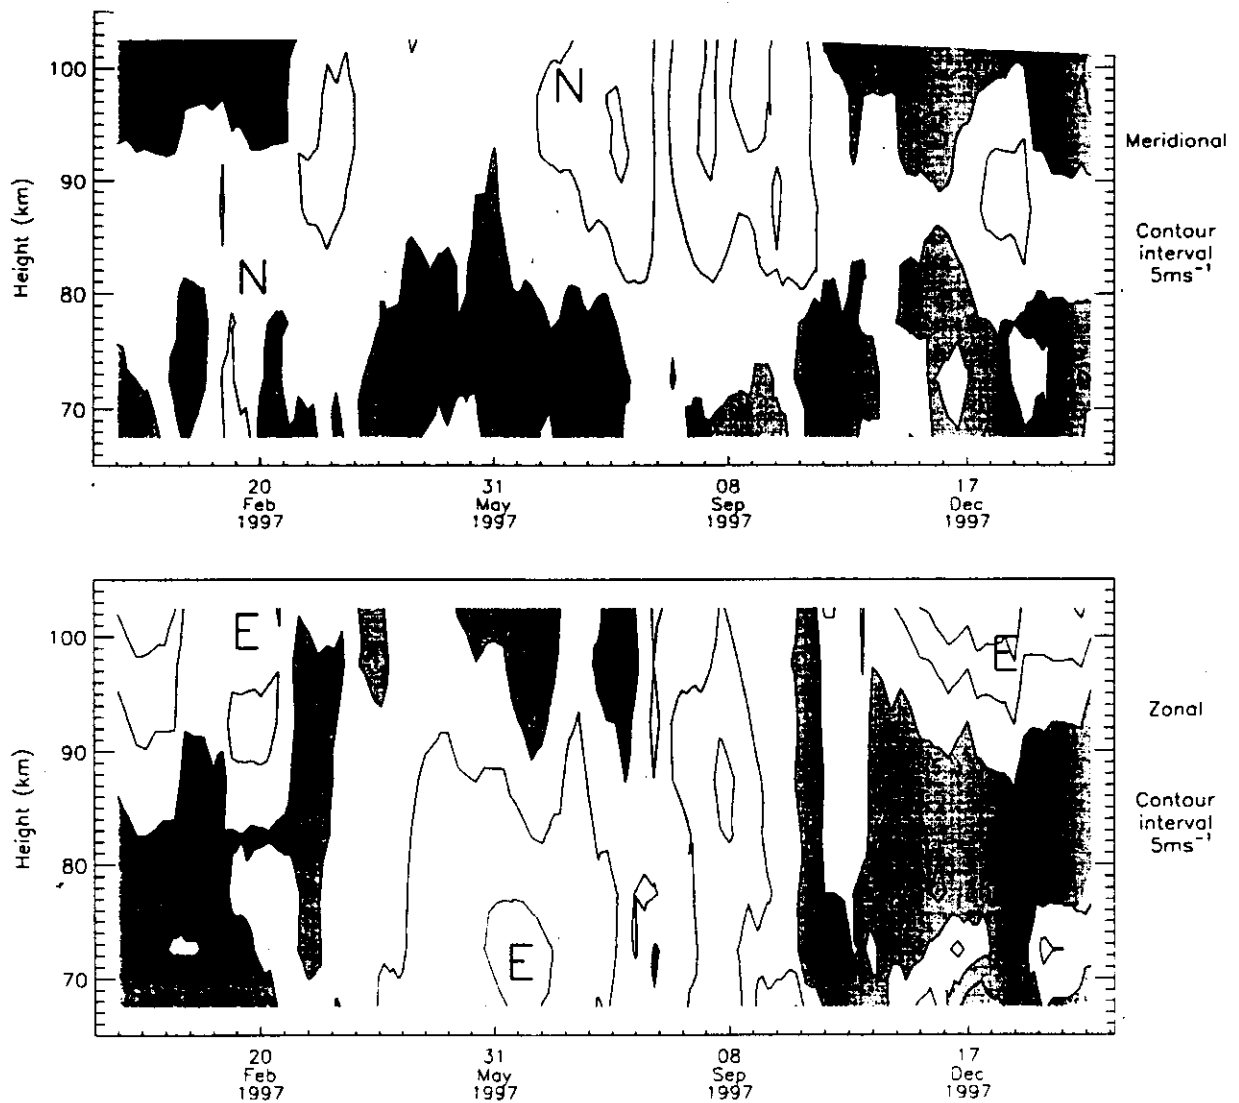 100
90
80
70
Height (km)
N
N
Meridional
Contour
interval
5ms⁻¹
20
Feb
1997
31
May
1997
08
Sep
1997
17
Dec
1997
100
90
80
70
Height (km)
E
E
E
Zonal
Contour
interval
5ms⁻¹
20
Feb
1997
31
May
1997
08
Sep
1997
17
Dec
1997